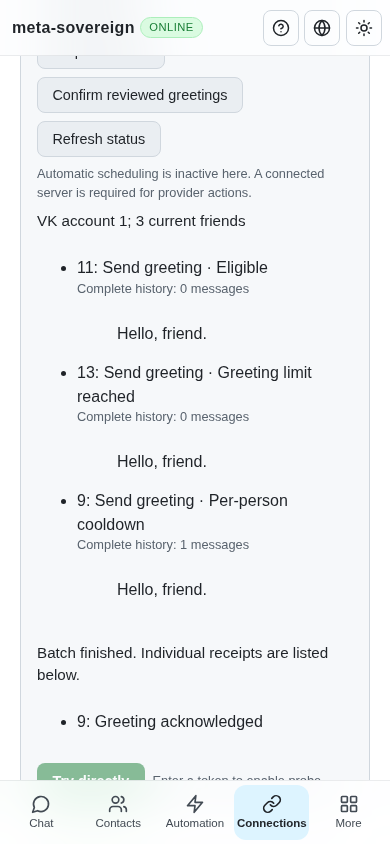 meta-sovereign ONLINE
Confirm reviewed greetings
Refresh status
Automatic scheduling is inactive here. A connected
server is required for provider actions.
VK account 1; 3 current friends
11: Send greeting · Eligible
Complete history: 0 messages
Hello, friend.
13: Send greeting · Greeting limit
reached
Complete history: 0 messages
Hello, friend.
9: Send greeting · Per-person
cooldown
Complete history: 1 messages
Hello, friend.
Batch finished. Individual receipts are listed
below.
9: Greeting acknowledged
Try directly Enter a token to enable probe
Chat Contacts Automation Connections More